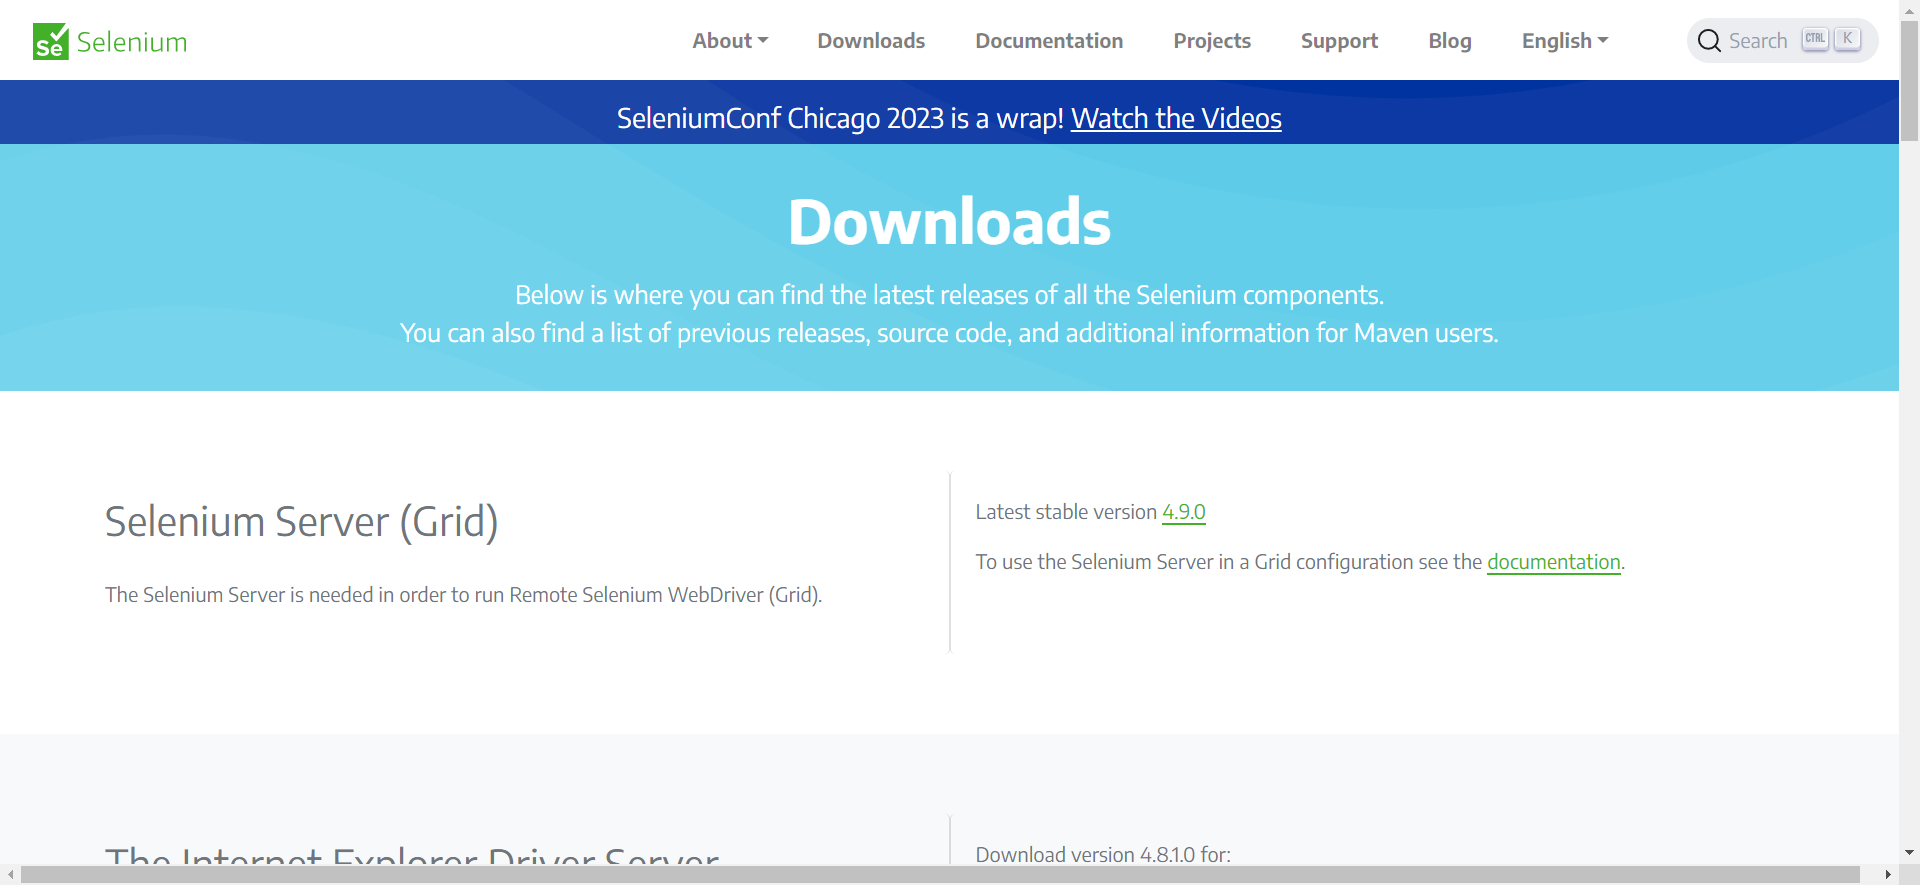 Se Selenium
About
Downloads
Documentation
Projects
Support
Blog
English
Search CTRL K
SeleniumConf Chicago 2023 is a wrap! Watch the Videos
Downloads
Below is where you can find the latest releases of all the Selenium components.
You can also find a list of previous releases, source code, and additional information for Maven users.
Selenium Server (Grid)
The Selenium Server is needed in order to run Remote Selenium WebDriver (Grid).
Latest stable version 4.9.0
To use the Selenium Server in a Grid configuration see the documentation.
The Internet Explorer Driver Server
Download version 4.8.1.0 for: